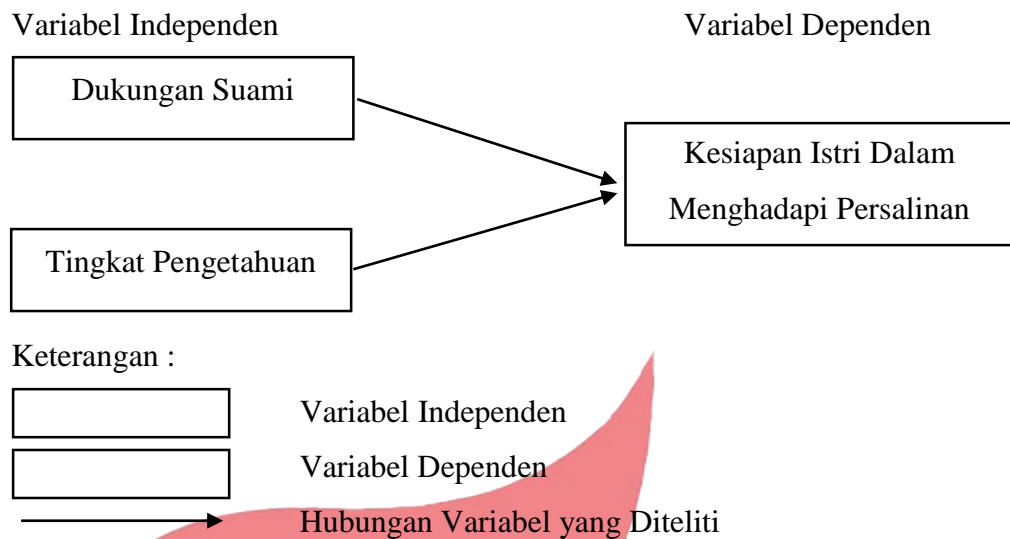 Variabel Independen
Variabel Dependen
Dukungan Suami
Kesiapan Istri Dalam
Menghadapi Persalinan
Tingkat Pengetahuan
Keterangan :
Variabel Independen
Variabel Dependen
Hubungan Variabel yang Diteliti